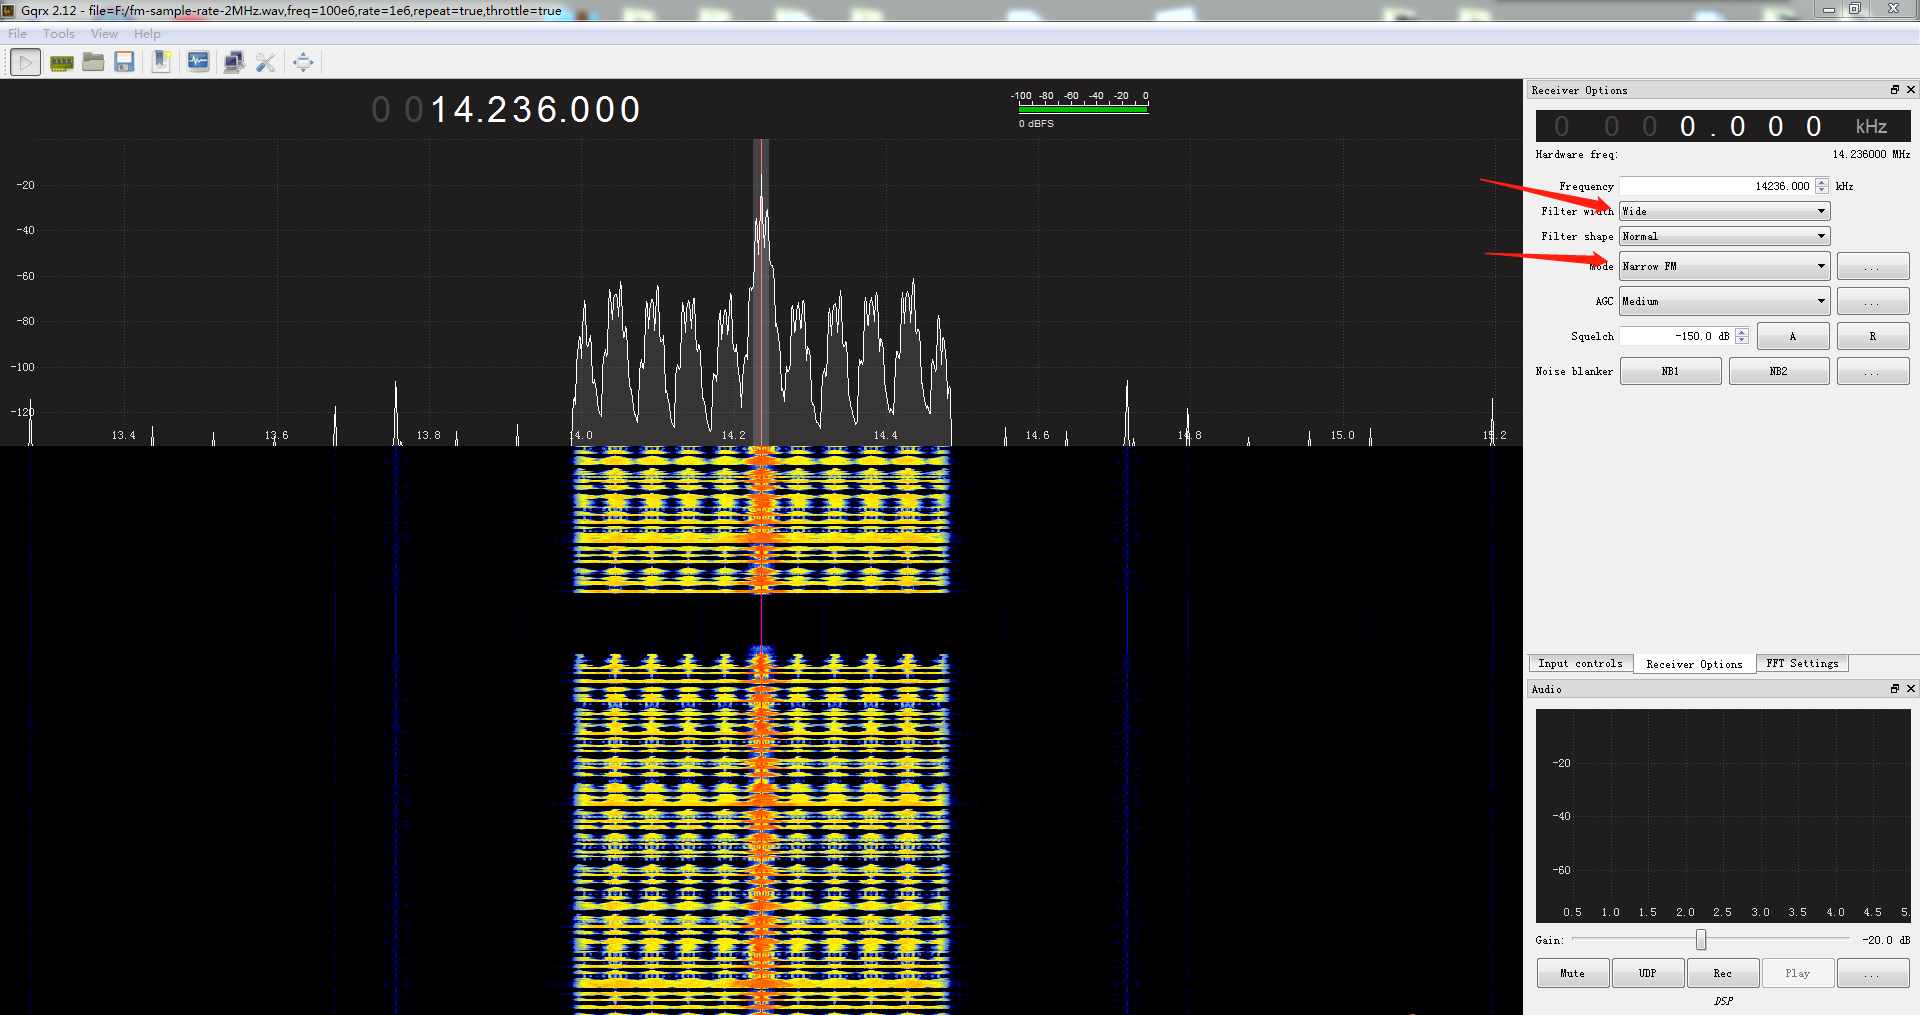 Gqrx 2.12 - file=F:/fm-sample-rate-2MHz.wav,freq=100e6,rate=1e6,repeat=true,throttle=true
File Tools View Help
0 0 14.236.000
-100 -80 -60 -40 -20 0
0 dBFS
-20
-40
-60
-80
-100
-120
13.4 13.6 13.8 14.0 14.2 14.4 14.6 14.8 15.0 15.2
Receiver Options
0 0 0 0 . 0 0 0 kHz
Hardware freq: 14.236000 MHz
Frequency 14236.000 kHz
Filter width Wide
Filter shape Normal
Mode Narrow FM ...
AGC Medium ...
Squelch -150.0 dB A R
Noise blanker NB1 NB2 ...
Input controls Receiver Options FFT Settings
Audio
-20
-40
-60
0.5 1.0 1.5 2.0 2.5 3.0 3.5 4.0 4.5 5.
Gain: -20.0 dB
Mute UDP Rec Play ...
DSP